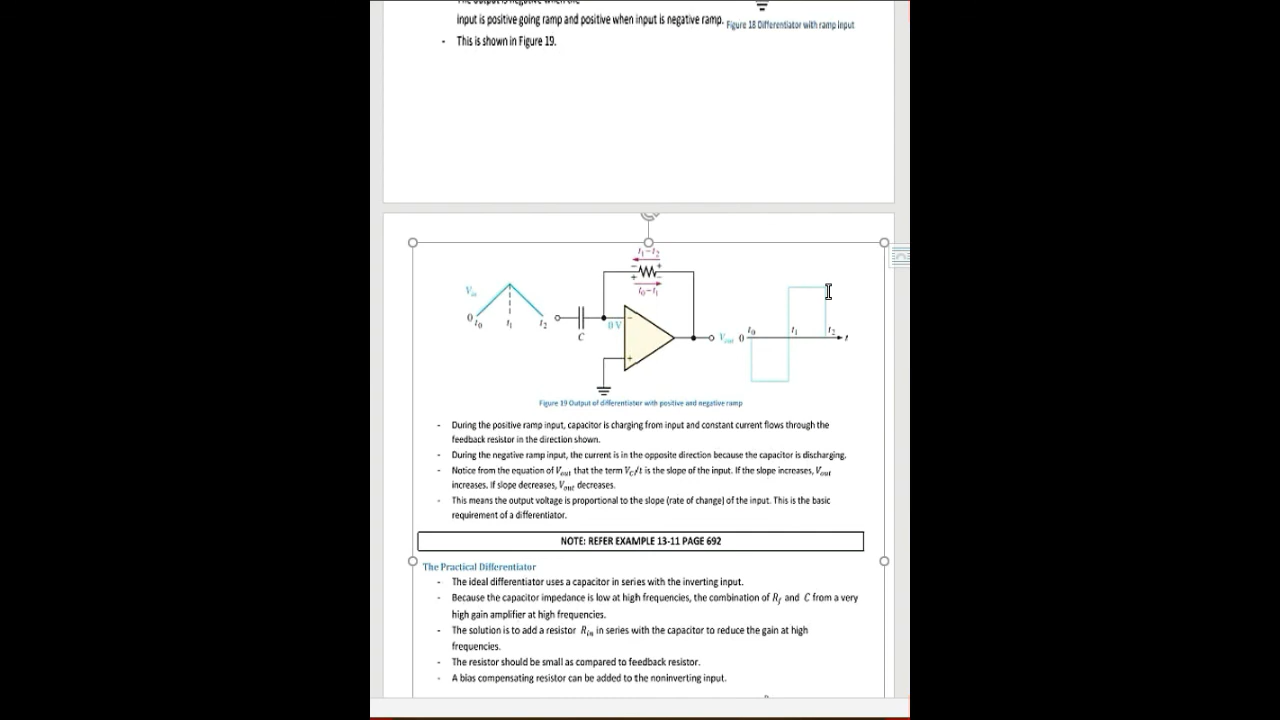 The output is negative when the
input is positive going ramp and positive when input is negative ramp.
Figure 18 Differentiator with ramp input
- This is shown in Figure 19.
t1-t2
- +
+ -
t0-t1
Vin
0 t0 t1 t2
C
0 V
-
+
Vout 0
t0 t1 t2 t
Figure 19 Output of differentiator with positive and negative ramp
- During the positive ramp input, capacitor is charging from input and constant current flows through the
feedback resistor in the direction shown.
- During the negative ramp input, the current is in the opposite direction because the capacitor is discharging.
- Notice from the equation of Vout that the term VC/t is the slope of the input. If the slope increases, Vout
increases. If slope decreases, Vout decreases.
- This means the output voltage is proportional to the slope (rate of change) of the input. This is the basic
requirement of a differentiator.
NOTE: REFER EXAMPLE 13-11 PAGE 692
The Practical Differentiator
- The ideal differentiator uses a capacitor in series with the inverting input.
- Because the capacitor impedance is low at high frequencies, the combination of Rf and C from a very
high gain amplifier at high frequencies.
- The solution is to add a resistor Rin in series with the capacitor to reduce the gain at high
frequencies.
- The resistor should be small as compared to feedback resistor.
- A bias compensating resistor can be added to the noninverting input.